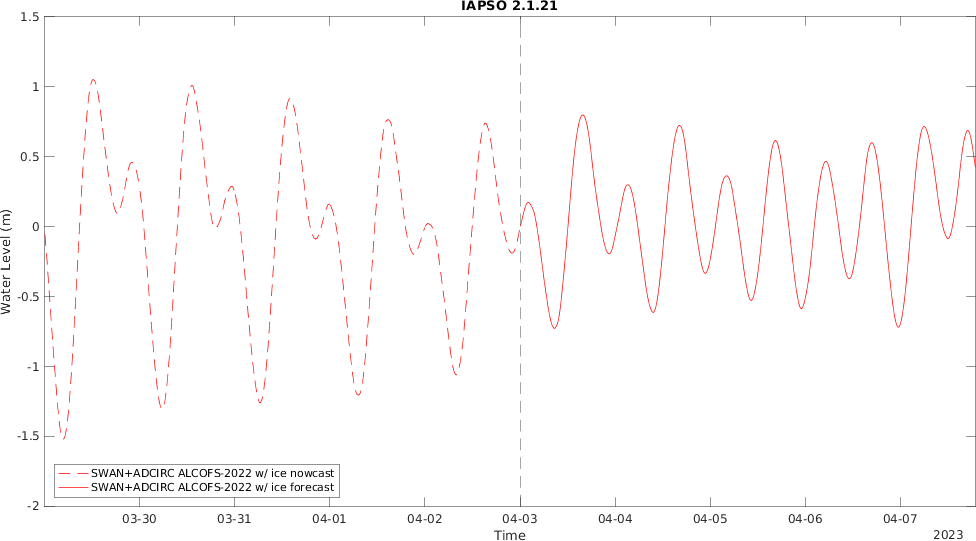 IAPSO 2.1.21
1.5
1
0.5
0
-0.5
-1
-1.5
-2
Water Level (m)
SWAN+ADCIRC ALCOFS-2022 w/ ice nowcast
SWAN+ADCIRC ALCOFS-2022 w/ ice forecast
03-30 03-31 04-01 04-02 04-03 04-04 04-05 04-06 04-07
Time
2023